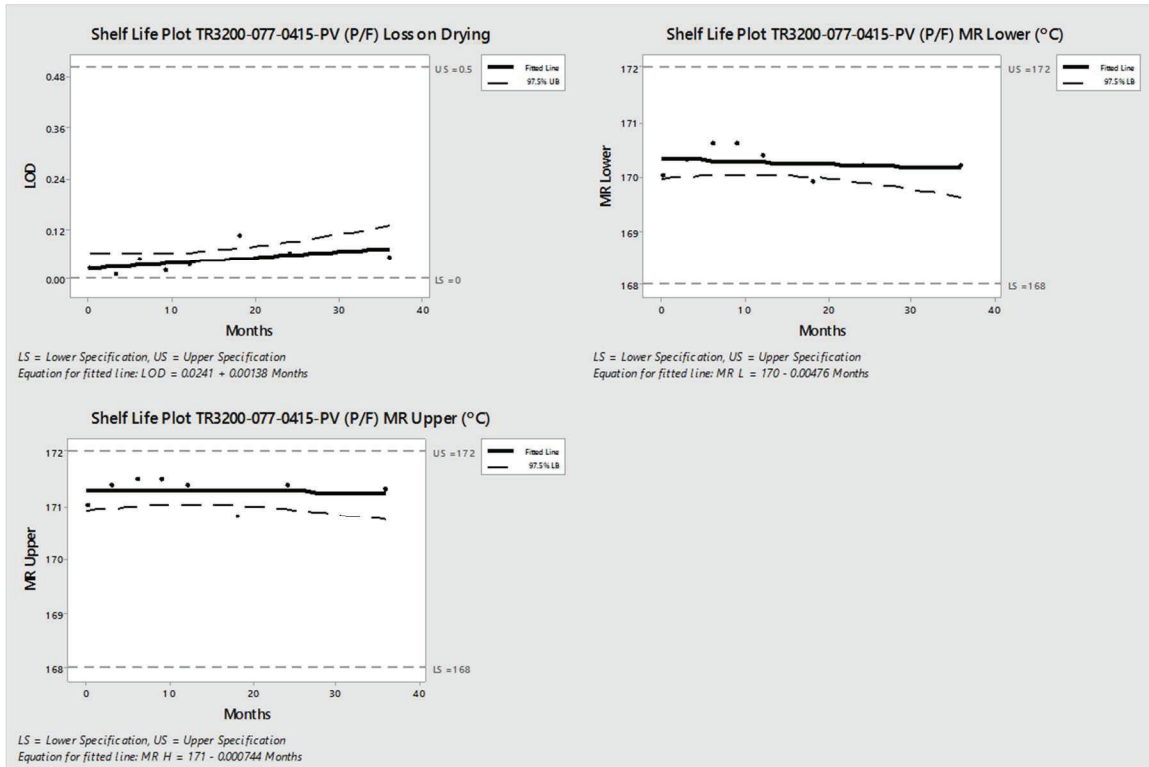 Shelf Life Plot TR3200-077-0415-PV (P/F) Loss on Drying
US =0.5
Fitted Line
97.5% UB
0.48
0.36
0.24
0.12
0.00
LOD
LS =0
0 10 20 30 40
Months
LS = Lower Specification, US = Upper Specification
Equation for fitted line: LOD = 0.0241 + 0.00138 Months
Shelf Life Plot TR3200-077-0415-PV (P/F) MR Lower (°C)
US =172
Fitted Line
97.5% LB
172
171
170
169
168
MR Lower
LS =168
0 10 20 30 40
Months
LS = Lower Specification, US = Upper Specification
Equation for fitted line: MR L = 170 - 0.00476 Months
Shelf Life Plot TR3200-077-0415-PV (P/F) MR Upper (°C)
US =172
Fitted Line
97.5% LB
172
171
170
169
168
MR Upper
LS =168
0 10 20 30 40
Months
LS = Lower Specification, US = Upper Specification
Equation for fitted line: MR H = 171 - 0.000744 Months